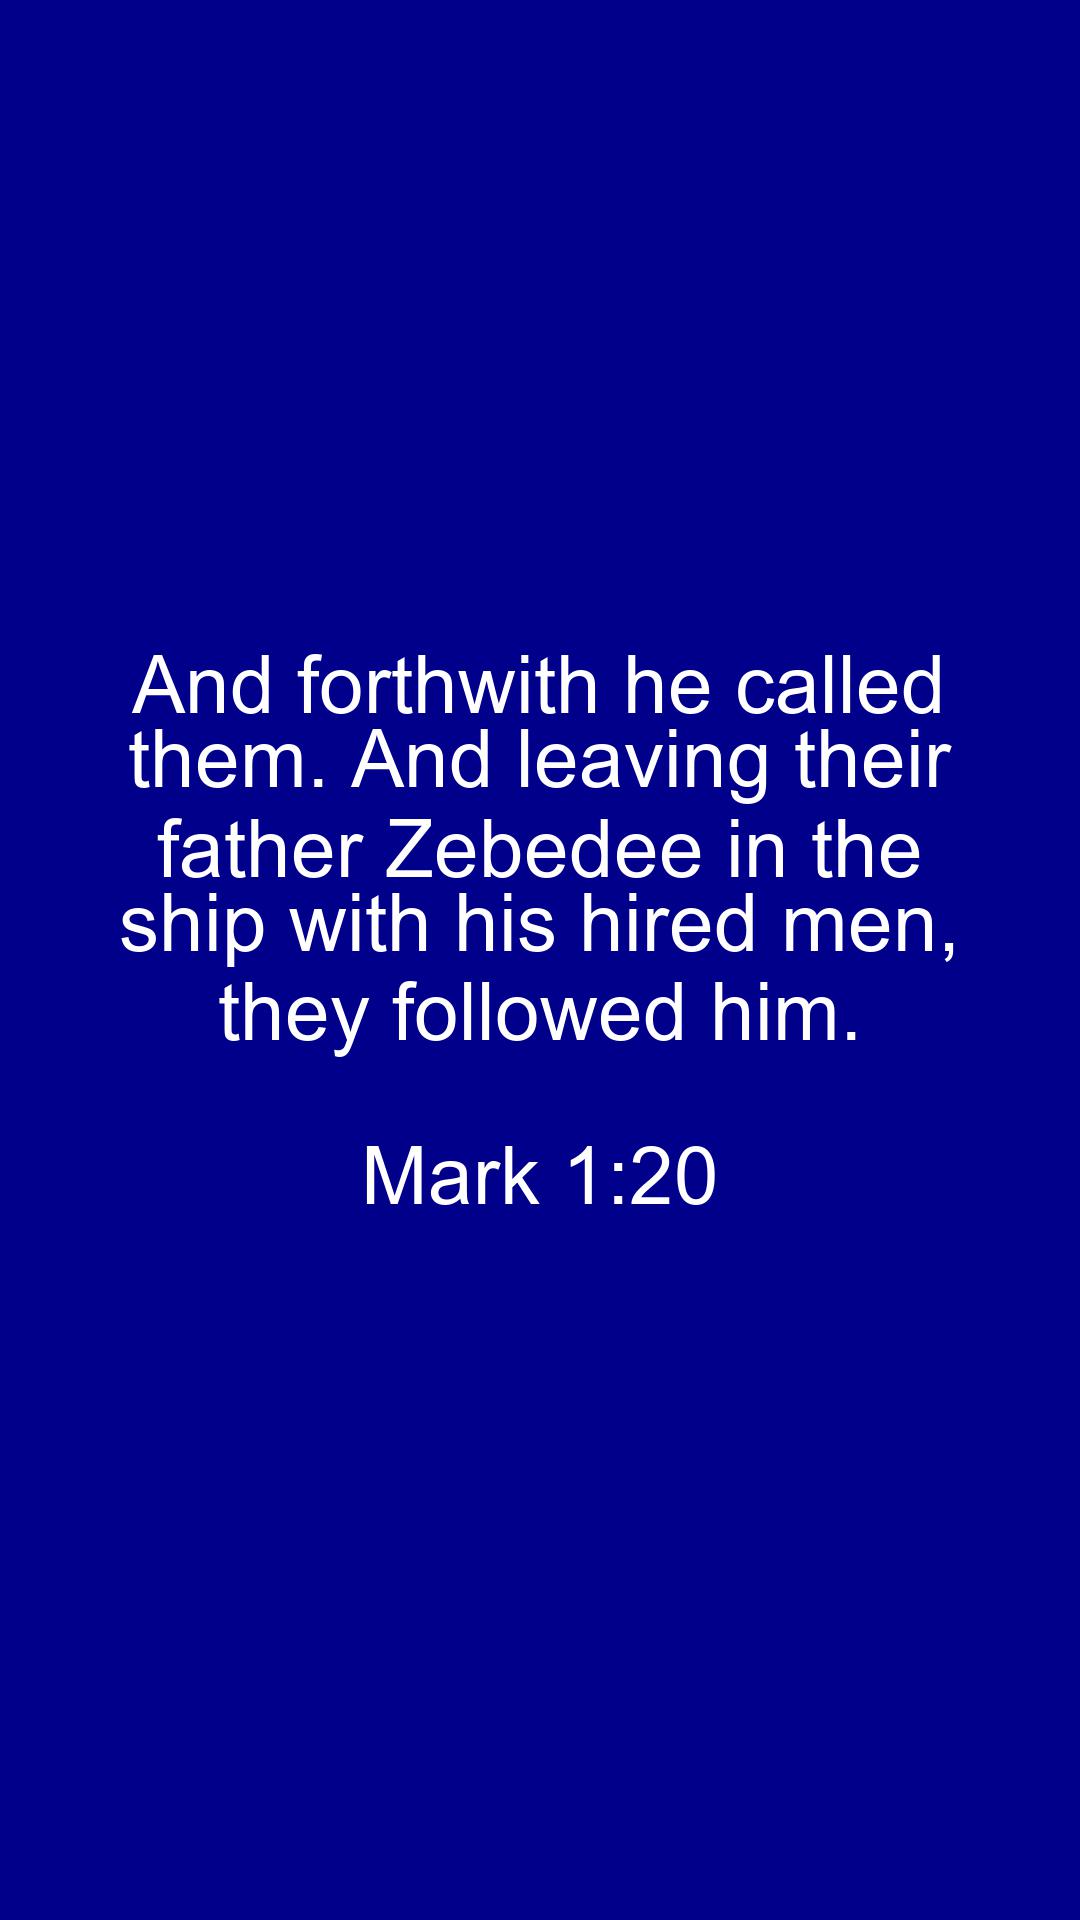 And forthwith he called
them. And leaving their
father Zebedee in the
ship with his hired men,
they followed him.
Mark 1:20